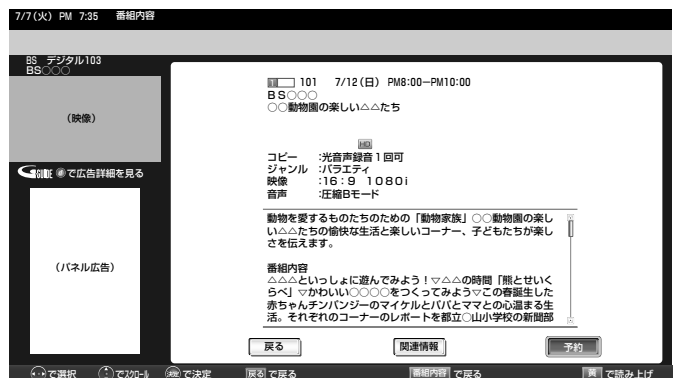 7/7(火) PM 7:35 番組内容
BS デジタル103
BS○○○
(映像)
GガイドGUIDE で広告詳細を見る
(パネル広告)
101 7/12(日) PM8:00−PM10:00
BS○○○
○○動物園の楽しい△△たち
HD
コピー :光音声録音1回可
ジャンル :バラエティ
映像 :16:9 1080i
音声 :圧縮Bモード
動物を愛するものたちのための「動物家族」○○動物園の楽し
い△△たちの愉快な生活と楽しいコーナー、子どもたちが楽し
さを伝えます。
番組内容
△△△といっしょに遊んでみよう!▽△△の時間「熊とせいく
らべ」▽かわいい○○○○をつくってみよう▽この春誕生した
赤ちゃんチンパンジーのマイケルとパパとママとの心温まる生
活。それぞれのコーナーのレポートを都立○山小学校の新聞部
戻る 関連情報 予約
で選択 でスクロール 決定 で決定 戻る で戻る 番組内容 で戻る 黄 で読み上げ